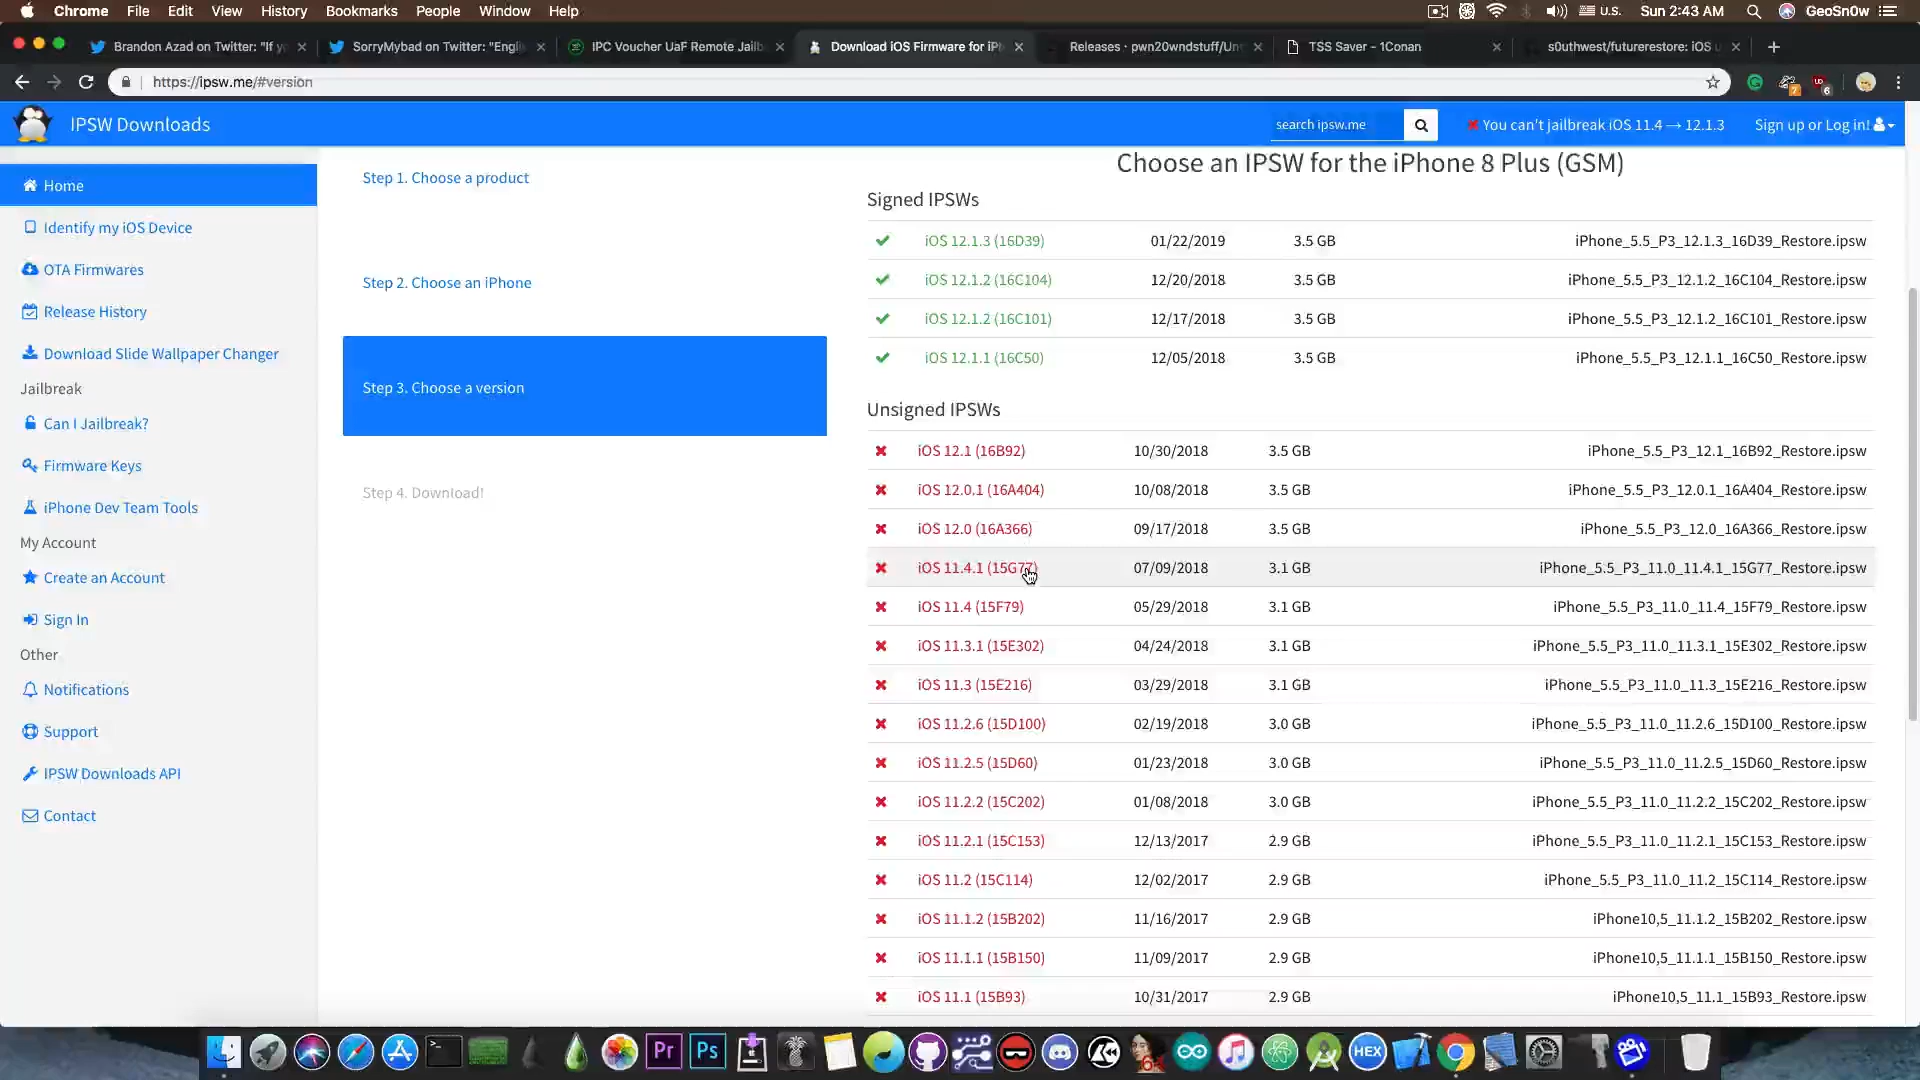 Chrome File Edit View History Bookmarks People Window Help U.S. Sun 2:43 AM GeoSn0w
Brandon Azad on Twitter: "If y SorryMybad on Twitter: "Engli IPC Voucher UaF Remote Jailb Download iOS Firmware for iP Releases · pwn20wndstuff/Un TSS Saver - 1Conan s0uthwest/futurerestore: iOS u
https://ipsw.me/#version
IPSW Downloads
search ipsw.me
You can't jailbreak iOS 11.4 → 12.1.3
Sign up or Log in!
Home
Identify my iOS Device
OTA Firmwares
Release History
Download Slide Wallpaper Changer
Jailbreak
Can I Jailbreak?
Firmware Keys
iPhone Dev Team Tools
My Account
Create an Account
Sign In
Other
Notifications
Support
IPSW Downloads API
Contact
Step 1. Choose a product
Step 2. Choose an iPhone
Step 3. Choose a version
Step 4. Download!
Choose an IPSW for the iPhone 8 Plus (GSM)
Signed IPSWs
iOS 12.1.3 (16D39) 01/22/2019 3.5 GB iPhone_5.5_P3_12.1.3_16D39_Restore.ipsw
iOS 12.1.2 (16C104) 12/20/2018 3.5 GB iPhone_5.5_P3_12.1.2_16C104_Restore.ipsw
iOS 12.1.2 (16C101) 12/17/2018 3.5 GB iPhone_5.5_P3_12.1.2_16C101_Restore.ipsw
iOS 12.1.1 (16C50) 12/05/2018 3.5 GB iPhone_5.5_P3_12.1.1_16C50_Restore.ipsw
Unsigned IPSWs
iOS 12.1 (16B92) 10/30/2018 3.5 GB iPhone_5.5_P3_12.1_16B92_Restore.ipsw
iOS 12.0.1 (16A404) 10/08/2018 3.5 GB iPhone_5.5_P3_12.0.1_16A404_Restore.ipsw
iOS 12.0 (16A366) 09/17/2018 3.5 GB iPhone_5.5_P3_12.0_16A366_Restore.ipsw
iOS 11.4.1 (15G77) 07/09/2018 3.1 GB iPhone_5.5_P3_11.0_11.4.1_15G77_Restore.ipsw
iOS 11.4 (15F79) 05/29/2018 3.1 GB iPhone_5.5_P3_11.0_11.4_15F79_Restore.ipsw
iOS 11.3.1 (15E302) 04/24/2018 3.1 GB iPhone_5.5_P3_11.0_11.3.1_15E302_Restore.ipsw
iOS 11.3 (15E216) 03/29/2018 3.1 GB iPhone_5.5_P3_11.0_11.3_15E216_Restore.ipsw
iOS 11.2.6 (15D100) 02/19/2018 3.0 GB iPhone_5.5_P3_11.0_11.2.6_15D100_Restore.ipsw
iOS 11.2.5 (15D60) 01/23/2018 3.0 GB iPhone_5.5_P3_11.0_11.2.5_15D60_Restore.ipsw
iOS 11.2.2 (15C202) 01/08/2018 3.0 GB iPhone_5.5_P3_11.0_11.2.2_15C202_Restore.ipsw
iOS 11.2.1 (15C153) 12/13/2017 2.9 GB iPhone_5.5_P3_11.0_11.2.1_15C153_Restore.ipsw
iOS 11.2 (15C114) 12/02/2017 2.9 GB iPhone_5.5_P3_11.0_11.2_15C114_Restore.ipsw
iOS 11.1.2 (15B202) 11/16/2017 2.9 GB iPhone10,5_11.1.2_15B202_Restore.ipsw
iOS 11.1.1 (15B150) 11/09/2017 2.9 GB iPhone10,5_11.1.1_15B150_Restore.ipsw
iOS 11.1 (15B93) 10/31/2017 2.9 GB iPhone10,5_11.1_15B93_Restore.ipsw
Pr Ps 64 HEX